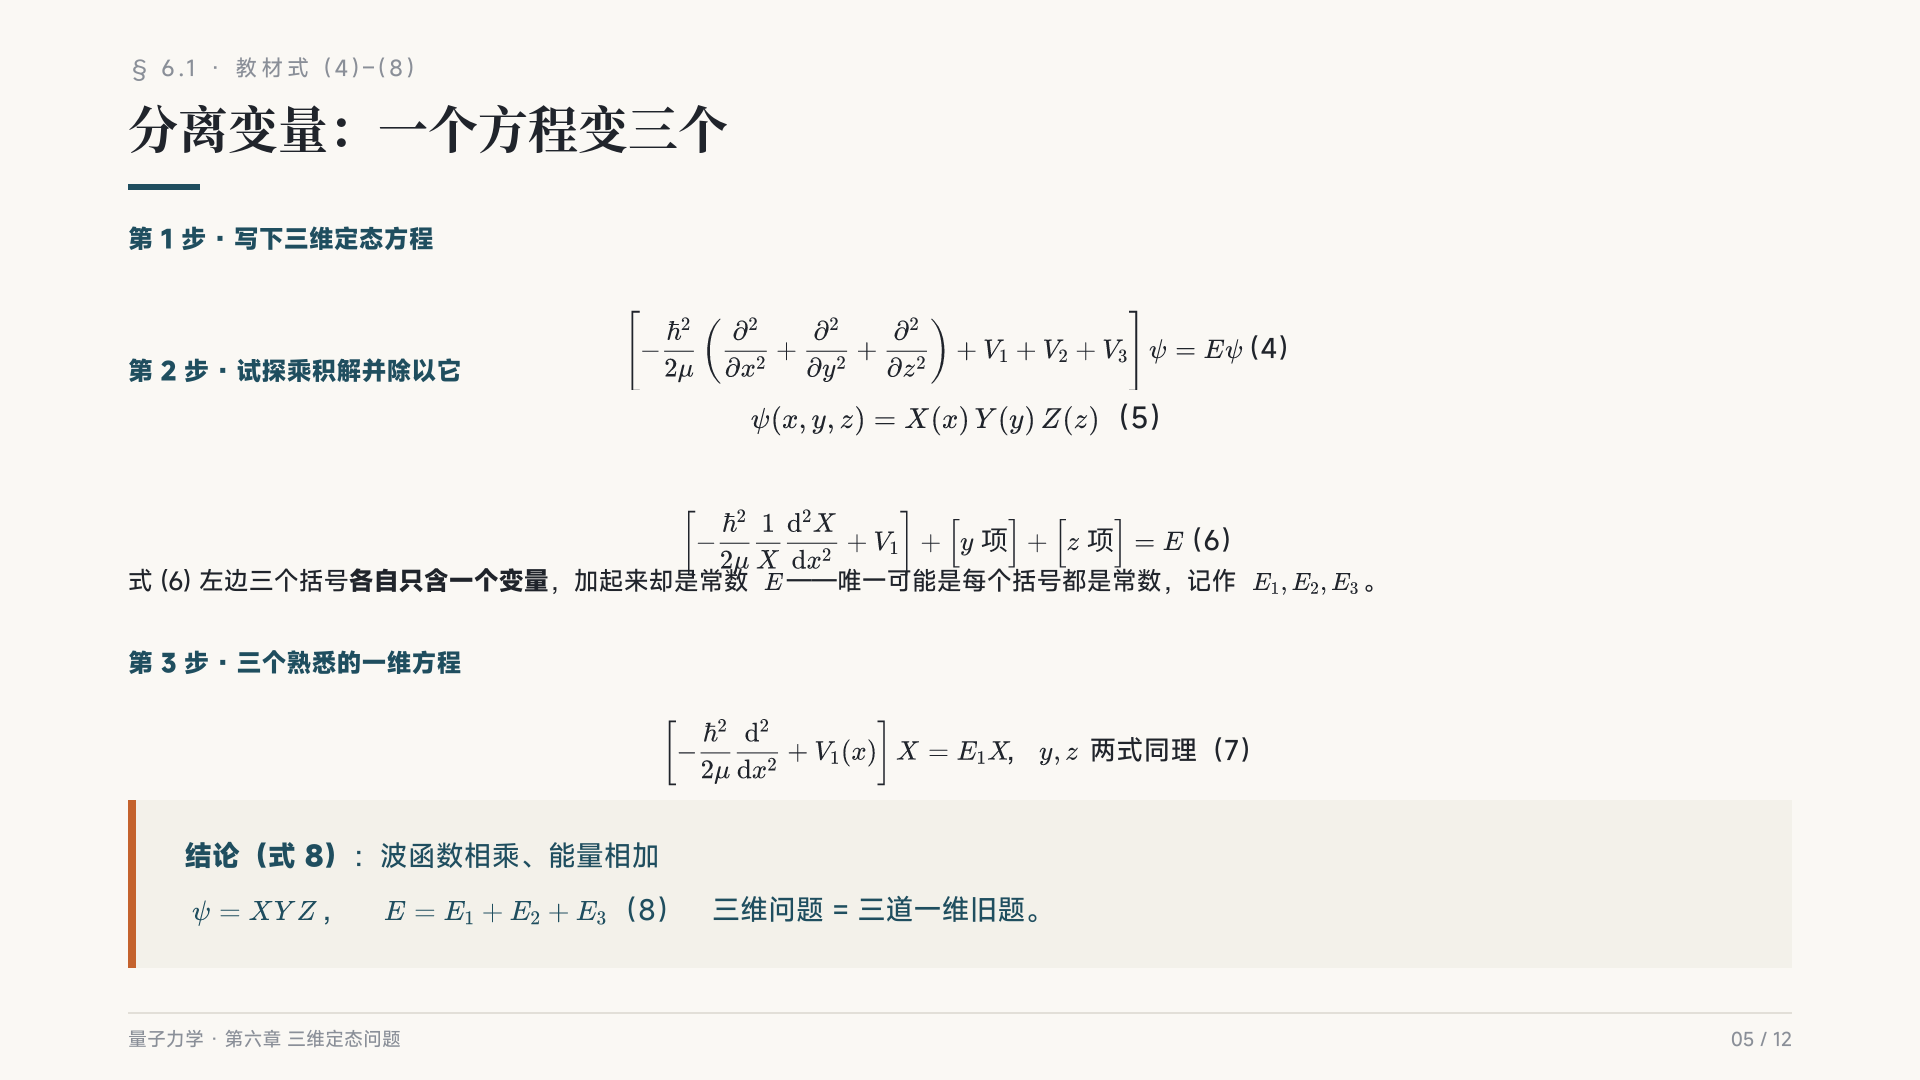 § 6.1 · 教材式 (4)–(8)
分离变量：一个方程变三个
第 1 步 · 写下三维定态方程
[−ħ²/2μ (∂²/∂x² + ∂²/∂y² + ∂²/∂z²) + V₁ + V₂ + V₃] ψ = Eψ (4)
第 2 步 · 试探乘积解并除以它
ψ(x, y, z) = X(x) Y(y) Z(z) (5)
[−ħ²/2μ 1/X d²X/dx² + V₁] + [y 项] + [z 项] = E (6)
式 (6) 左边三个括号各自只含一个变量，加起来却是常数 E——唯一可能是每个括号都是常数，记作 E₁, E₂, E₃。
第 3 步 · 三个熟悉的一维方程
[−ħ²/2μ d²/dx² + V₁(x)] X = E₁X, y, z 两式同理（7）
结论（式 8）：波函数相乘、能量相加
ψ = XYZ， E = E₁ + E₂ + E₃（8） 三维问题 = 三道一维旧题。
量子力学 · 第六章 三维定态问题
05 / 12